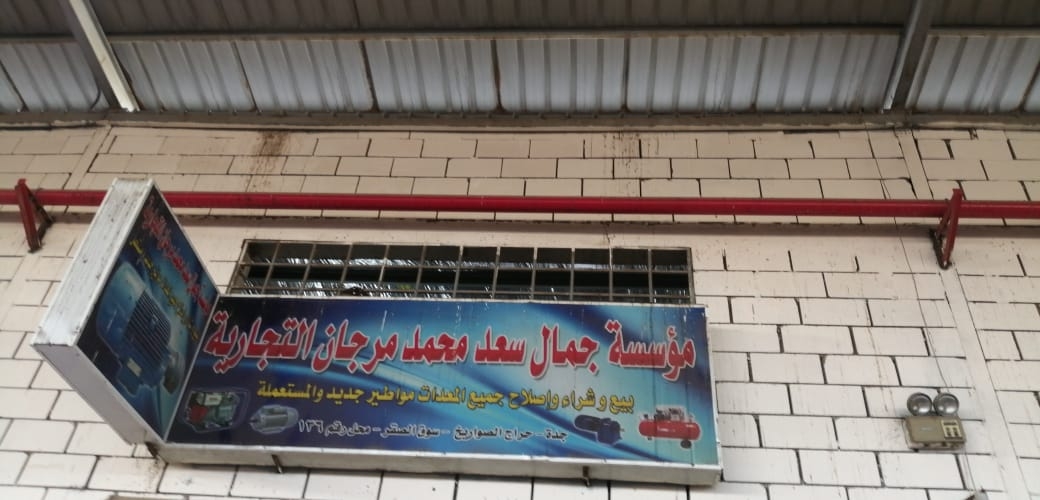 مؤسسة جمال سعد محمد مرجان التجارية
بيع وشراء واصلاح جميع المعدات مواطير جديد والمستعملة
جدة - حراج الصواريخ - سوق الصقر - محل رقم ١٣٦